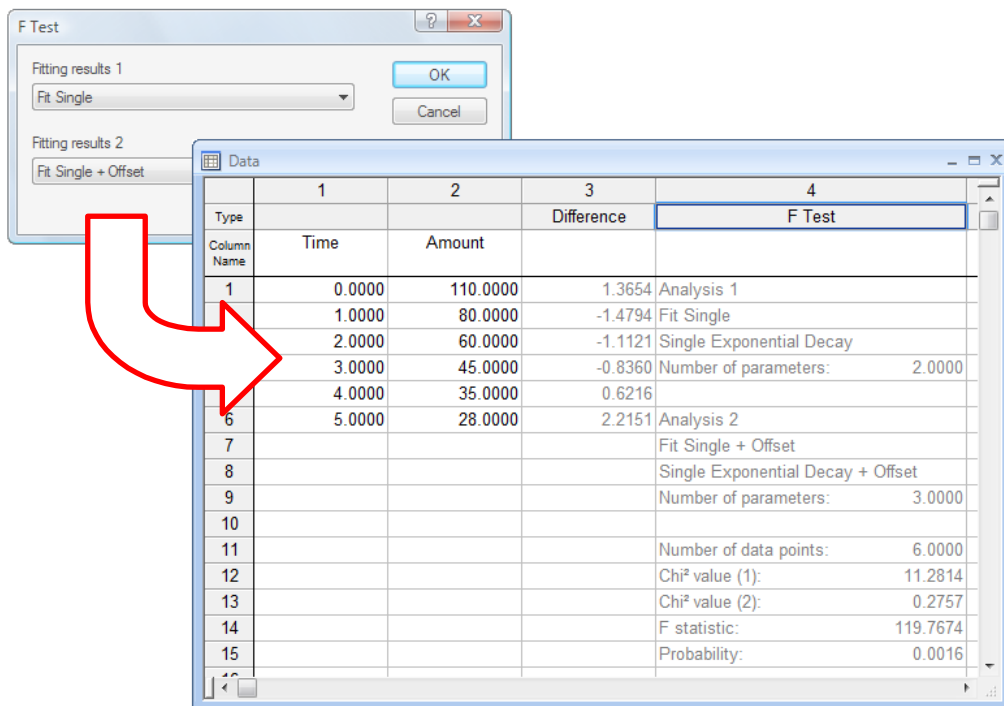 F Test
Fitting results 1
OK
Fit Single
Cancel
Fitting results 2
Fit Single + Offset
Data
1 2 3 4
Type Difference F Test
Column Name Time Amount
1 0.0000 110.0000 1.3654 Analysis 1
1.0000 80.0000 -1.4794 Fit Single
2.0000 60.0000 -1.1121 Single Exponential Decay
3.0000 45.0000 -0.8360 Number of parameters: 2.0000
4.0000 35.0000 0.6216
6 5.0000 28.0000 2.2151 Analysis 2
7 Fit Single + Offset
8 Single Exponential Decay + Offset
9 Number of parameters: 3.0000
10
11 Number of data points: 6.0000
12 Chi² value (1): 11.2814
13 Chi² value (2): 0.2757
14 F statistic: 119.7674
15 Probability: 0.0016